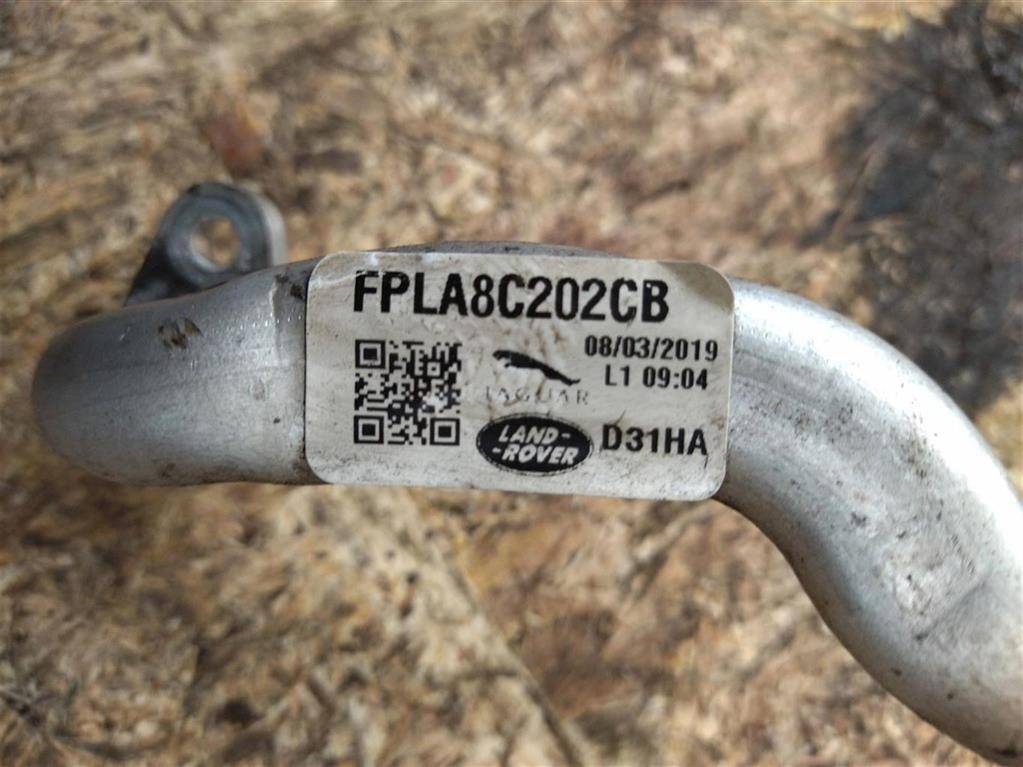 FPLA8C202CB
08/03/2019
L1 09:04
JAGUAR
LAND-
-ROVER
D31HA